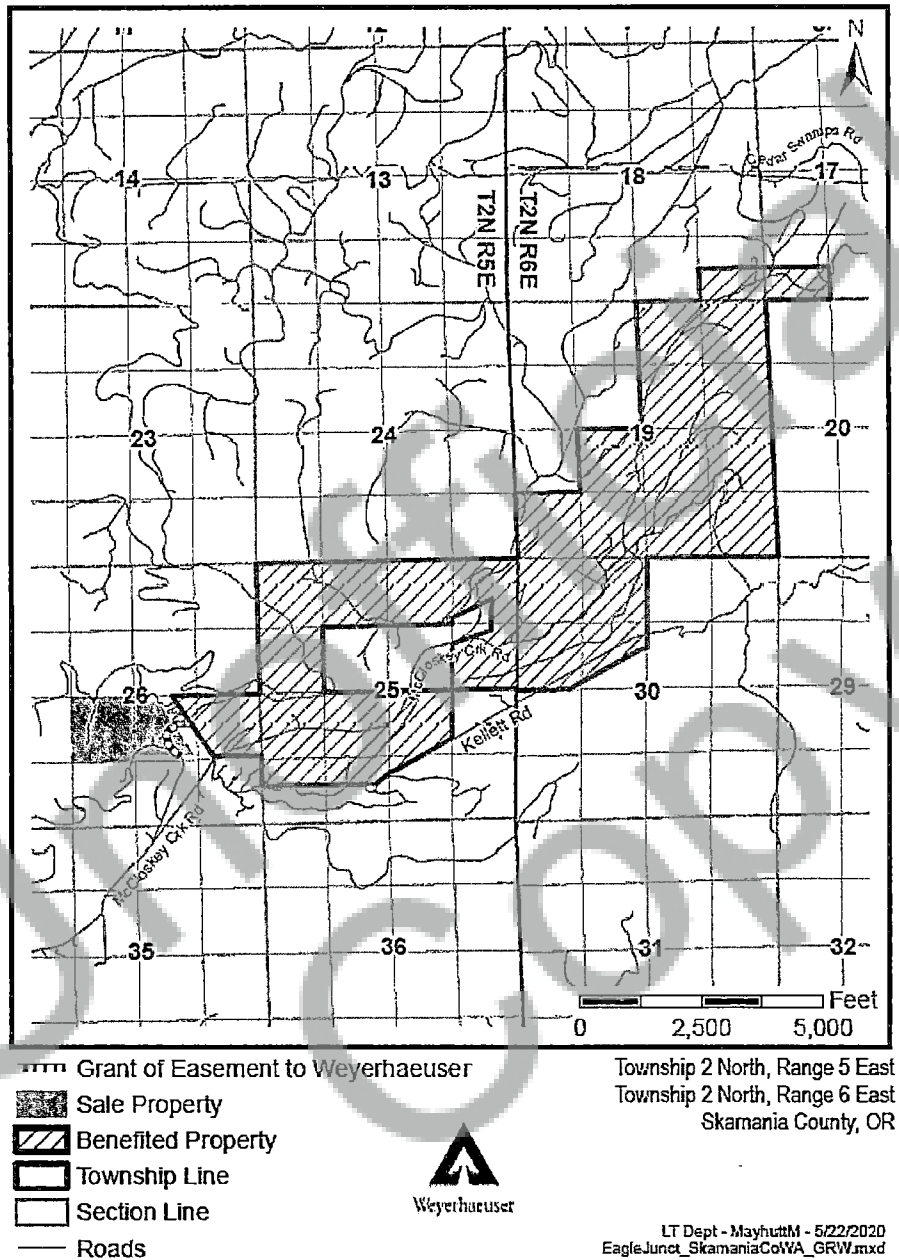 N
Cedar Swamps Rd
14
13
18
17
T2N R5E
T2N R6E
23
24
19
20
McCloskey Crk Rd
26
25
30
29
Kellett Rd
McCloskey Crk Rd
35
36
31
32
Feet
0
2,500
5,000
Grant of Easement to Weyerhaeuser
Sale Property
Benefited Property
Township Line
Section Line
Roads
Township 2 North, Range 5 East
Township 2 North, Range 6 East
Skamania County, OR
Weyerhaeuser
LT Dept - MayhuttM - 5/22/2020
EagleJunct_SkamaniaCoWA_GRW.mxd
Unofficial
Copy